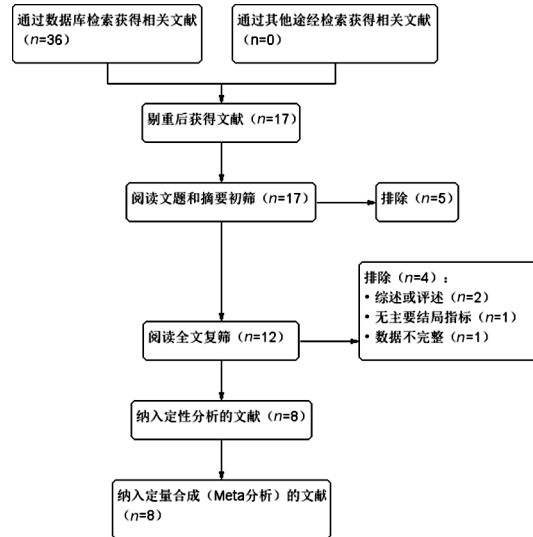 通过数据库检索获得相关文献
（n=36）
通过其他途经检索获得相关文献
（n=0）
剔重后获得文献（n=17）
阅读文题和摘要初筛（n=17）
排除（n=5）
排除（n=4）：
• 综述或评述（n=2）
• 无主要结局指标（n=1）
• 数据不完整（n=1）
阅读全文复筛（n=12）
纳入定性分析的文献（n=8）
纳入定量合成（Meta分析）的文献
（n=8）